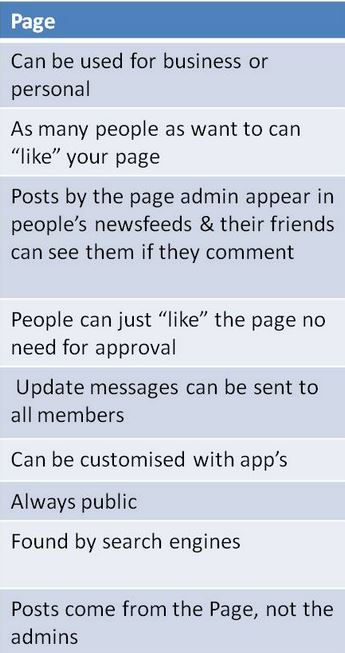 Page
Can be used for business or
personal
As many people as want to can
“like” your page
Posts by the page admin appear in
people’s newsfeeds & their friends
can see them if they comment
People can just “like” the page no
need for approval
Update messages can be sent to
all members
Can be customised with app’s
Always public
Found by search engines
Posts come from the Page, not the
admins